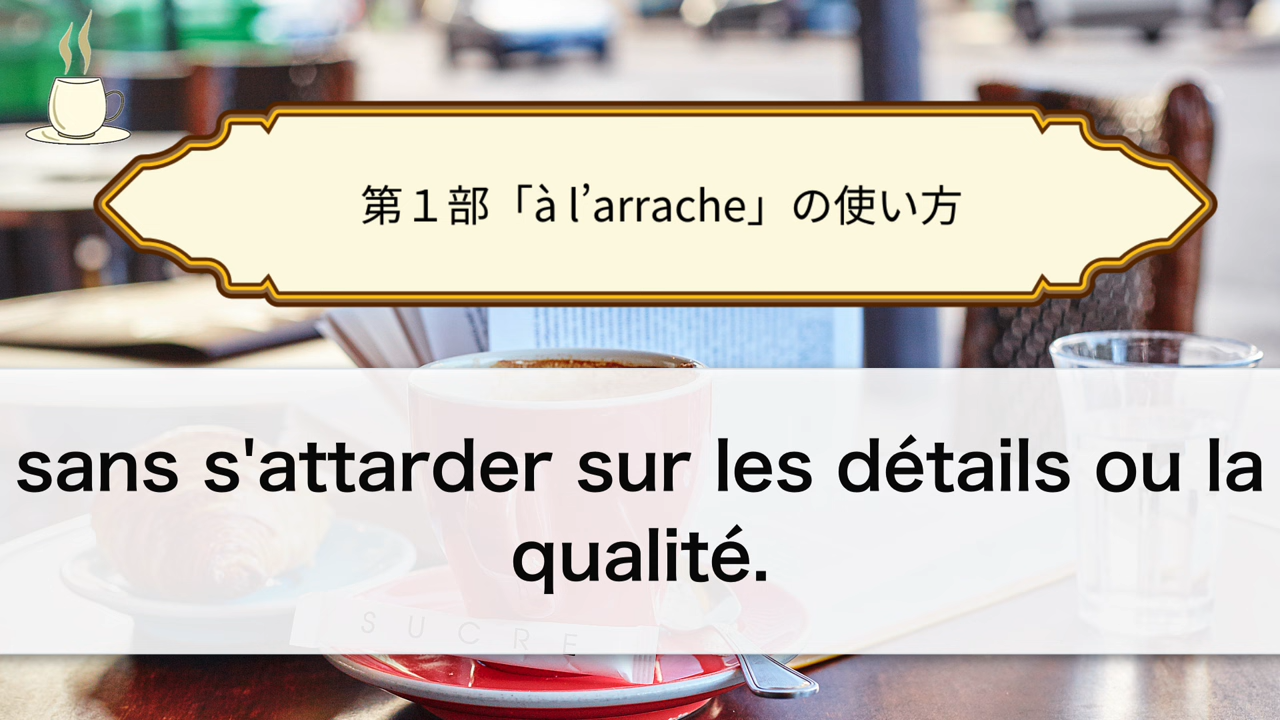 第１部「à l’arrache」の使い方
sans s'attarder sur les détails ou la
qualité.
SUCRE